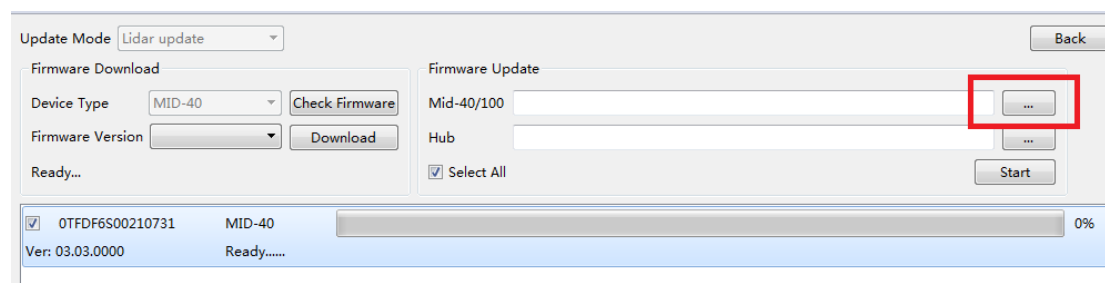 Update Mode Lidar update Back
Firmware Download
Device Type MID-40 Check Firmware
Firmware Version Download
Ready...
Firmware Update
Mid-40/100 ...
Hub ...
Select All Start
0TFDF6S00210731 MID-40 0%
Ver: 03.03.0000 Ready......